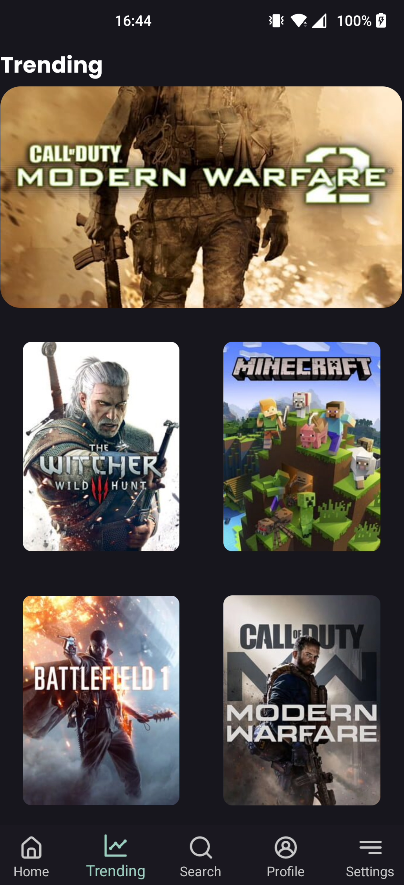 16:44
100%
Trending
CALL OF DUTY
MODERN WARFARE 2
THE
WITCHER
WILD HUNT
MINECRAFT
BATTLEFIELD 1
CALL OF DUTY
MW
MODERN
WARFARE
Home
Trending
Search
Profile
Settings